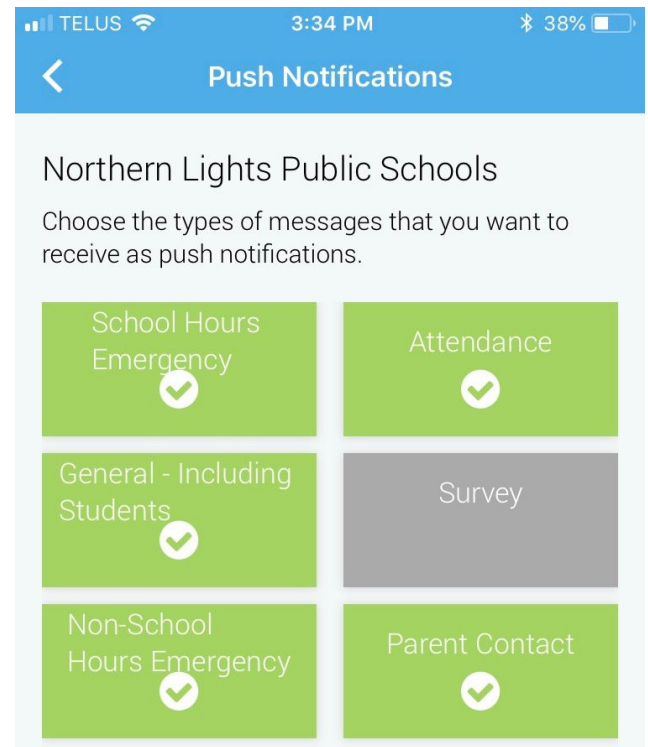 TELUS 3:34 PM 38%
Push Notifications
Northern Lights Public Schools
Choose the types of messages that you want to
receive as push notifications.
School Hours
Emergency
Attendance
General - Including
Students
Survey
Non-School
Hours Emergency
Parent Contact